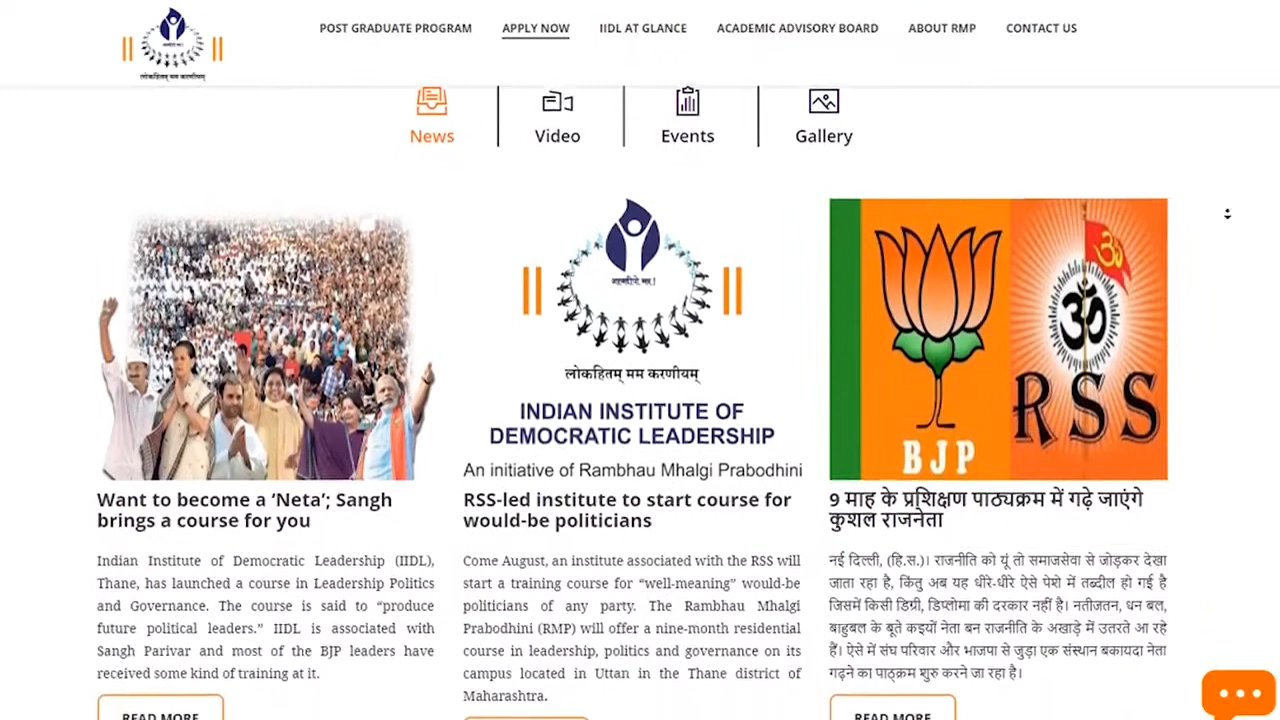 लोकहितम् मम करणीयम्
POST GRADUATE PROGRAM
APPLY NOW
IIDL AT GLANCE
ACADEMIC ADVISORY BOARD
ABOUT RMP
CONTACT US
News
Video
Events
Gallery
लोकहितम् मम करणीयम्
INDIAN INSTITUTE OF
DEMOCRATIC LEADERSHIP
An initiative of Rambhau Mhalgi Prabodhini
BJP
RSS
Want to become a ‘Neta’; Sangh
brings a course for you
Indian Institute of Democratic Leadership (IIDL),
Thane, has launched a course in Leadership Politics
and Governance. The course is said to “produce
future political leaders.” IIDL is associated with
Sangh Parivar and most of the BJP leaders have
received some kind of training at it.
READ MORE
RSS-led institute to start course for
would-be politicians
Come August, an institute associated with the RSS will
start a training course for “well-meaning” would-be
politicians of any party. The Rambhau Mhalgi
Prabodhini (RMP) will offer a nine-month residential
course in leadership, politics and governance on its
campus located in Uttan in the Thane district of
Maharashtra.
9 माह के प्रशिक्षण पाठ्यक्रम में गढ़े जाएंगे
कुशल राजनेता
नई दिल्ली, (हि.स.)। राजनीति को यूं तो समाजसेवा से जोड़कर देखा
जाता रहा है, किंतु अब यह धीरे-धीरे ऐसे पेशे में तब्दील हो गई है
जिसमें किसी डिग्री, डिप्लोमा की दरकार नहीं है। नतीजतन, धन बल,
बाहुबल के बूते कइयों नेता बन राजनीति के अखाड़े में उतरते आ रहे
हैं। ऐसे में संघ परिवार और भाजपा से जुड़ा एक संस्थान बकायदा नेता
गढ़ने का पाठ्क्रम शुरु करने जा रहा है।
READ MORE